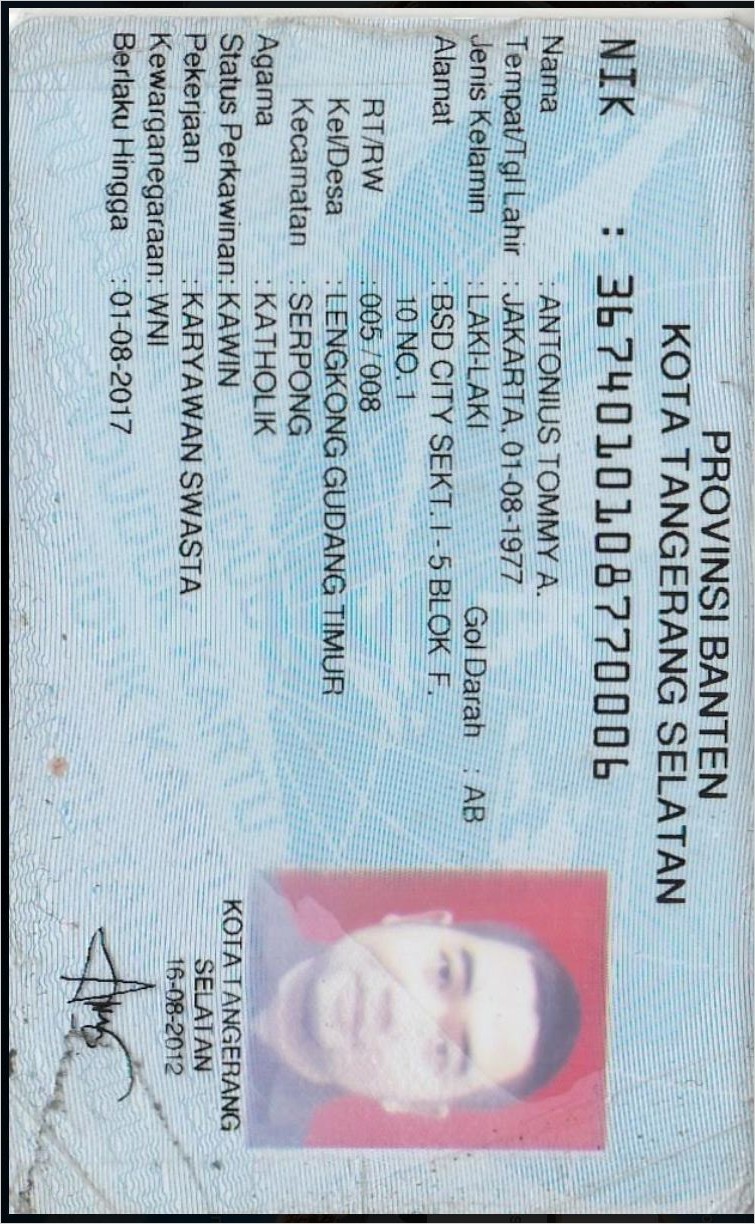 PROVINSI BANTEN
KOTA TANGERANG SELATAN
NIK : 3674010108770006
Nama : ANTONIUS TOMMY A.
Tempat/Tgl Lahir : JAKARTA, 01-08-1977
Jenis Kelamin : LAKI-LAKI Gol Darah : AB
Alamat : BSD CITY SEKT. I - 5 BLOK F.
10 NO. 1
RT/RW : 005 / 008
Kel/Desa : LENGKONG GUDANG TIMUR
Kecamatan : SERPONG
Agama : KATHOLIK
Status Perkawinan: KAWIN
Pekerjaan : KARYAWAN SWASTA
Kewarganegaraan: WNI
Berlaku Hingga : 01-08-2017
KOTA TANGERANG
SELATAN
16-08-2012